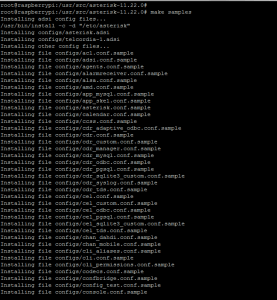 root@raspberrypi:/usr/src/asterisk-11.22.0#
root@raspberrypi:/usr/src/asterisk-11.22.0# make samples
Installing adsi config files...
/usr/bin/install -c -d "/etc/asterisk"
Installing configs/asterisk.adsi
Installing configs/telcordia-1.adsi
Installing other config files...
Installing file configs/acl.conf.sample
Installing file configs/adsi.conf.sample
Installing file configs/agents.conf.sample
Installing file configs/alarmreceiver.conf.sample
Installing file configs/alsa.conf.sample
Installing file configs/amd.conf.sample
Installing file configs/app_mysql.conf.sample
Installing file configs/app_skel.conf.sample
Installing file configs/asterisk.conf.sample
Installing file configs/calendar.conf.sample
Installing file configs/ccss.conf.sample
Installing file configs/cdr_adaptive_odbc.conf.sample
Installing file configs/cdr.conf.sample
Installing file configs/cdr_custom.conf.sample
Installing file configs/cdr_manager.conf.sample
Installing file configs/cdr_mysql.conf.sample
Installing file configs/cdr_odbc.conf.sample
Installing file configs/cdr_pgsql.conf.sample
Installing file configs/cdr_sqlite3_custom.conf.sample
Installing file configs/cdr_syslog.conf.sample
Installing file configs/cdr_tds.conf.sample
Installing file configs/cel.conf.sample
Installing file configs/cel_custom.conf.sample
Installing file configs/cel_odbc.conf.sample
Installing file configs/cel_pgsql.conf.sample
Installing file configs/cel_sqlite3_custom.conf.sample
Installing file configs/cel_tds.conf.sample
Installing file configs/chan_dahdi.conf.sample
Installing file configs/chan_mobile.conf.sample
Installing file configs/cli_aliases.conf.sample
Installing file configs/cli.conf.sample
Installing file configs/cli_permissions.conf.sample
Installing file configs/codecs.conf.sample
Installing file configs/confbridge.conf.sample
Installing file configs/config_test.conf.sample
Installing file configs/console.conf.sample